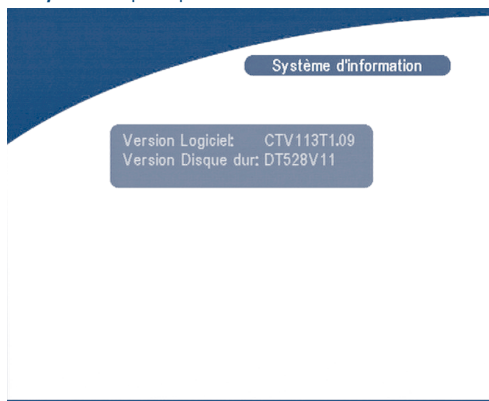 Système d'information
Version Logiciel: CTV113T1.09
Version Disque dur: DT528V11